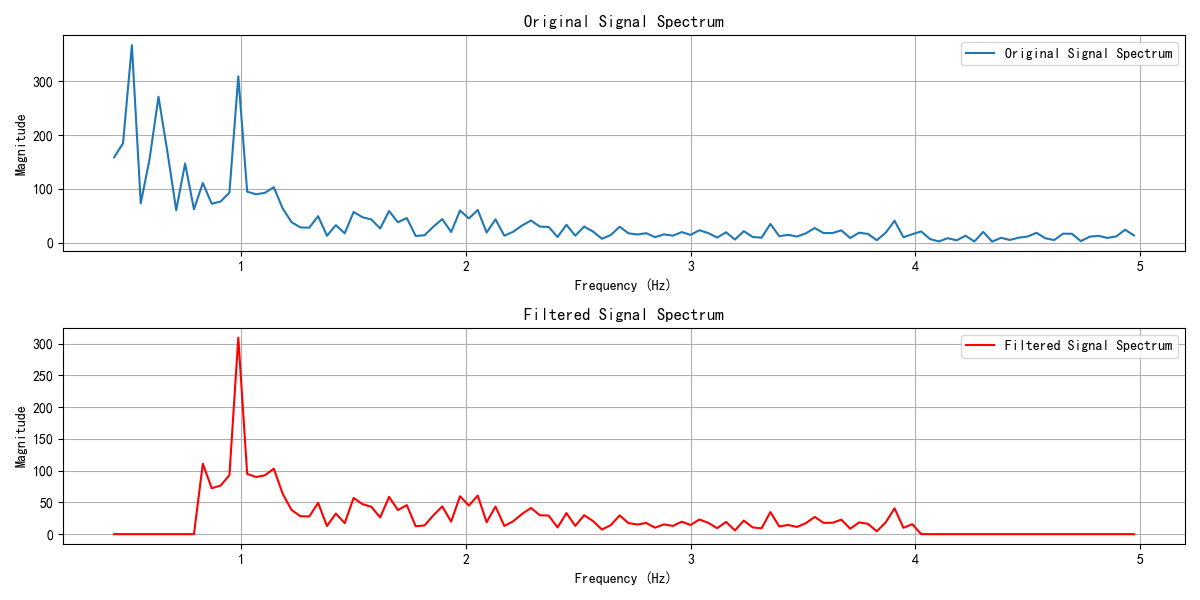 Original Signal Spectrum
Original Signal Spectrum
Magnitude
300
200
100
0
1 2 3 4 5
Frequency (Hz)
Filtered Signal Spectrum
Filtered Signal Spectrum
Magnitude
300
250
200
150
100
50
0
1 2 3 4 5
Frequency (Hz)